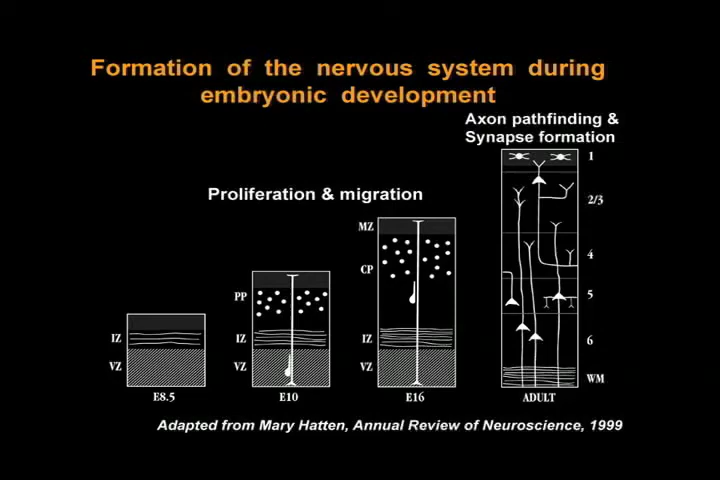 Formation of the nervous system during
embryonic development
Axon pathfinding &
Synapse formation
Proliferation & migration
IZ
VZ
E8.5
PP
IZ
VZ
E10
MZ
CP
IZ
VZ
E16
1
2/3
4
5
6
WM
ADULT
Adapted from Mary Hatten, Annual Review of Neuroscience, 1999